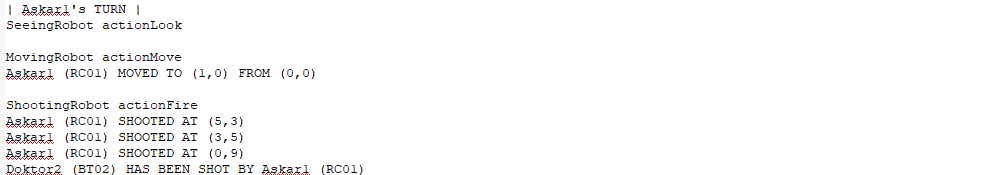 | Askar1's TURN |
SeeingRobot actionLook
MovingRobot actionMove
Askar1 (RC01) MOVED TO (1,0) FROM (0,0)
ShootingRobot actionFire
Askar1 (RC01) SHOOTED AT (5,3)
Askar1 (RC01) SHOOTED AT (3,5)
Askar1 (RC01) SHOOTED AT (0,9)
Doktor2 (BT02) HAS BEEN SHOT BY Askar1 (RC01)